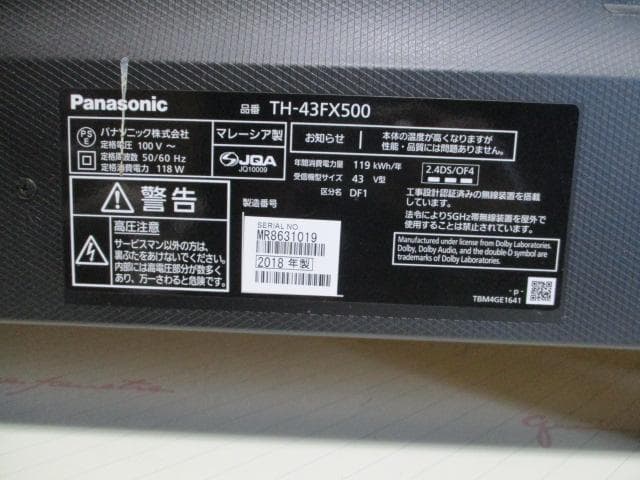 Panasonic
品番 TH-43FX500
PS
E
パナソニック株式会社
定格電圧 100 V～
定格周波数 50/60 Hz
定格消費電力 118 W
マレーシア製
JQA
JQ10009
お知らせ
本体の温度が高くなりますが
性能・品質には問題ありません。
年間消費電力量 119 kWh/年
受信機型サイズ 43 V型
区分名 DF1
2.4DS/OF4
工事設計認証済みの無線装置を搭載
しています。
法令により5GHz帯無線装置を屋外で
使用することは禁止されています。
警告
高圧注意
サービスマン以外の方は、
裏ぶたをあけないでください。
内部には高電圧部分が数多く
あり、万一さわると危険です。
製造番号
SERIAL NO.
MR8631019
2018 年製
Manufactured under license from Dolby Laboratories.
Dolby, Dolby Audio, and the double-D symbol are
trademarks of Dolby Laboratories.
- P -
TBM4GE1641